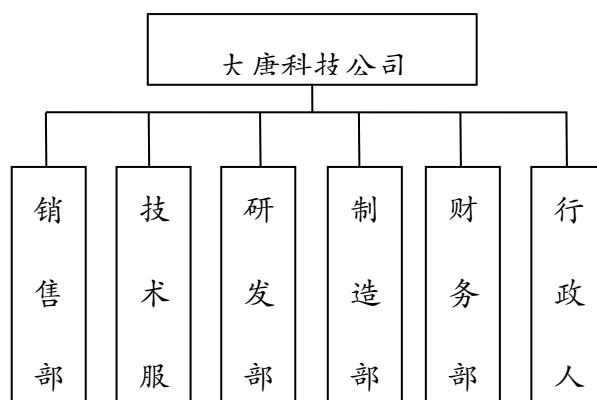 大唐科技公司
销售部
技术服
研发部
制造部
财务部
行政人